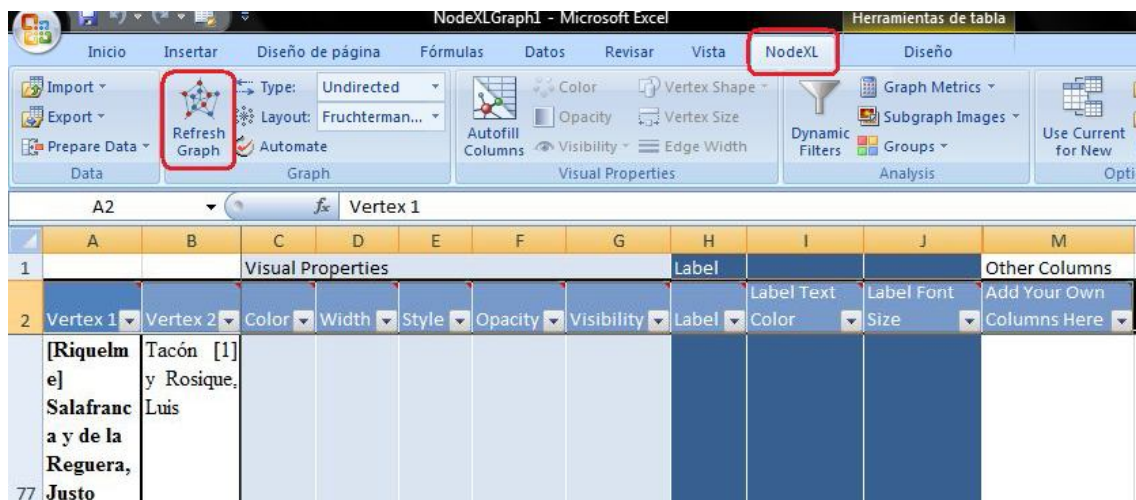 NodeXLGraph1 - Microsoft Excel
Herramientas de tabla
Inicio Insertar Diseño de página Fórmulas Datos Revisar Vista NodeXL Diseño
Import
Export
Prepare Data
Data
Refresh
Graph
Type: Undirected
Layout: Fruchterman...
Automate
Graph
Autofill
Columns
Color
Opacity
Visibility
Vertex Shape
Vertex Size
Edge Width
Visual Properties
Dynamic
Filters
Graph Metrics
Subgraph Images
Groups
Analysis
Use Current
for New
Opti
A2 fx Vertex 1
A B C D E F G H I J M
1 Visual Properties Label Other Columns
2 Vertex 1 Vertex 2 Color Width Style Opacity Visibility Label
Label Text
Color
Label Font
Size
Add Your Own
Columns Here
[Riquelm
e]
Salafranc
a y de la
Reguera,
77 Justo
Tacón [1]
y Rosique,
Luis